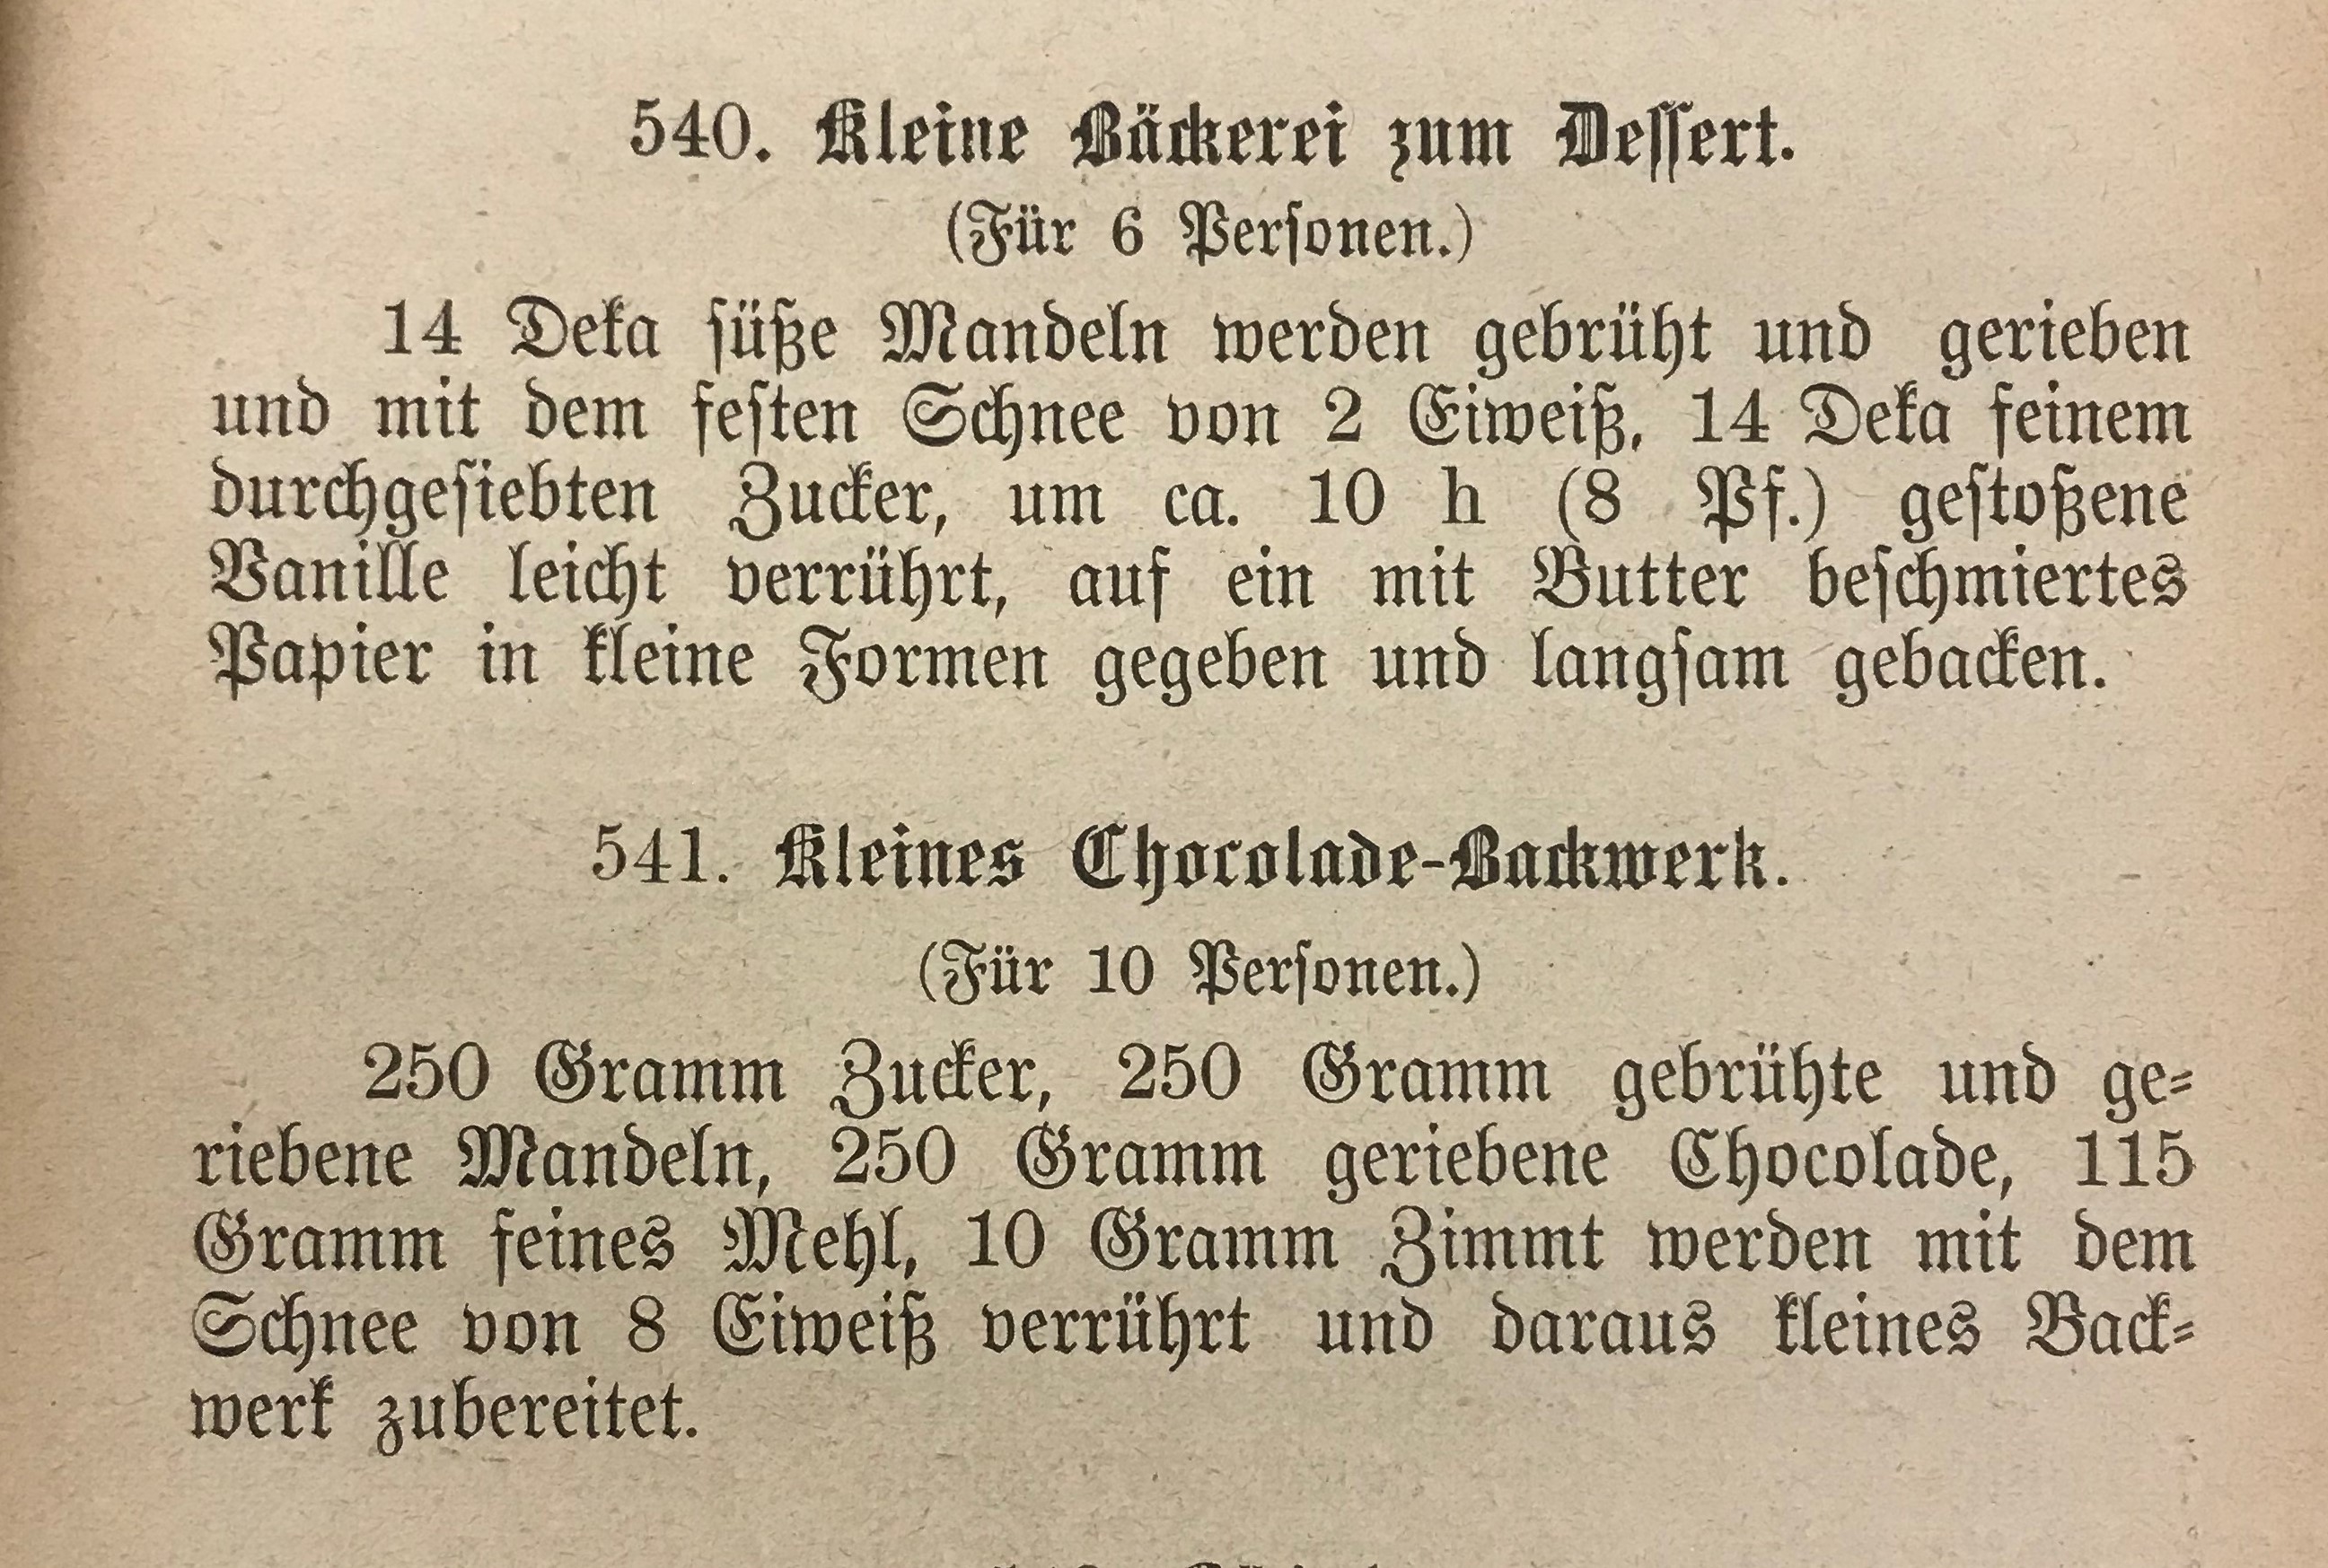 540. Kleine Bäckerei zum Deſſert.
(Für 6 Perſonen.)
14 Deka ſüße Mandeln werden gebrüht und gerieben
und mit dem feſten Schnee von 2 Eiweiß, 14 Deka feinem
durchgeſiebten Zucker, um ca. 10 h (8 Pf.) geſtoßene
Vanille leicht verrührt, auf ein mit Butter beſchmiertes
Papier in kleine Formen gegeben und langſam gebacken.
541. Kleines Chocolade-Backwerk.
(Für 10 Perſonen.)
250 Gramm Zucker, 250 Gramm gebrühte und ge⸗
riebene Mandeln, 250 Gramm geriebene Chocolade, 115
Gramm feines Mehl, 10 Gramm Zimmt werden mit dem
Schnee von 8 Eiweiß verrührt und daraus kleines Back⸗
werk zubereitet.